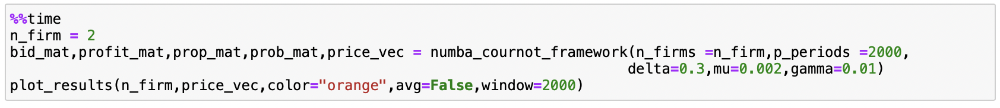 %%time
n_firm = 2
bid_mat,profit_mat,prop_mat,prob_mat,price_vec = numba_cournot_framework(n_firms =n_firm,p_periods =2000,
delta=0.3,mu=0.002,gamma=0.01)
plot_results(n_firm,price_vec,color="orange",avg=False,window=2000)